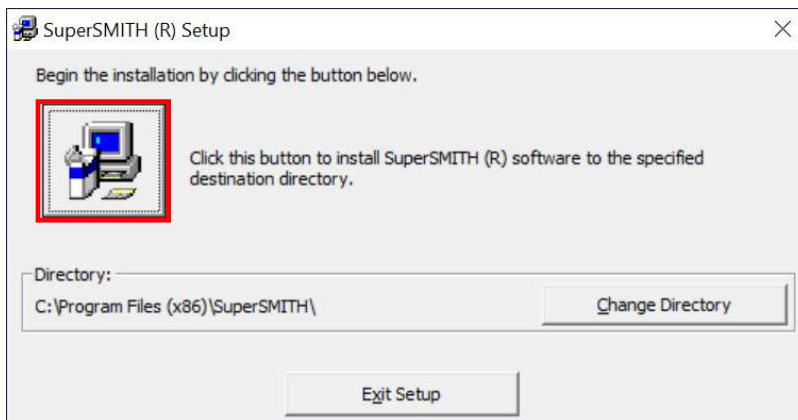 SuperSMITH (R) Setup
Begin the installation by clicking the button below.
Click this button to install SuperSMITH (R) software to the specified
destination directory.
Directory:
C:\Program Files (x86)\SuperSMITH\
Change Directory
Exit Setup